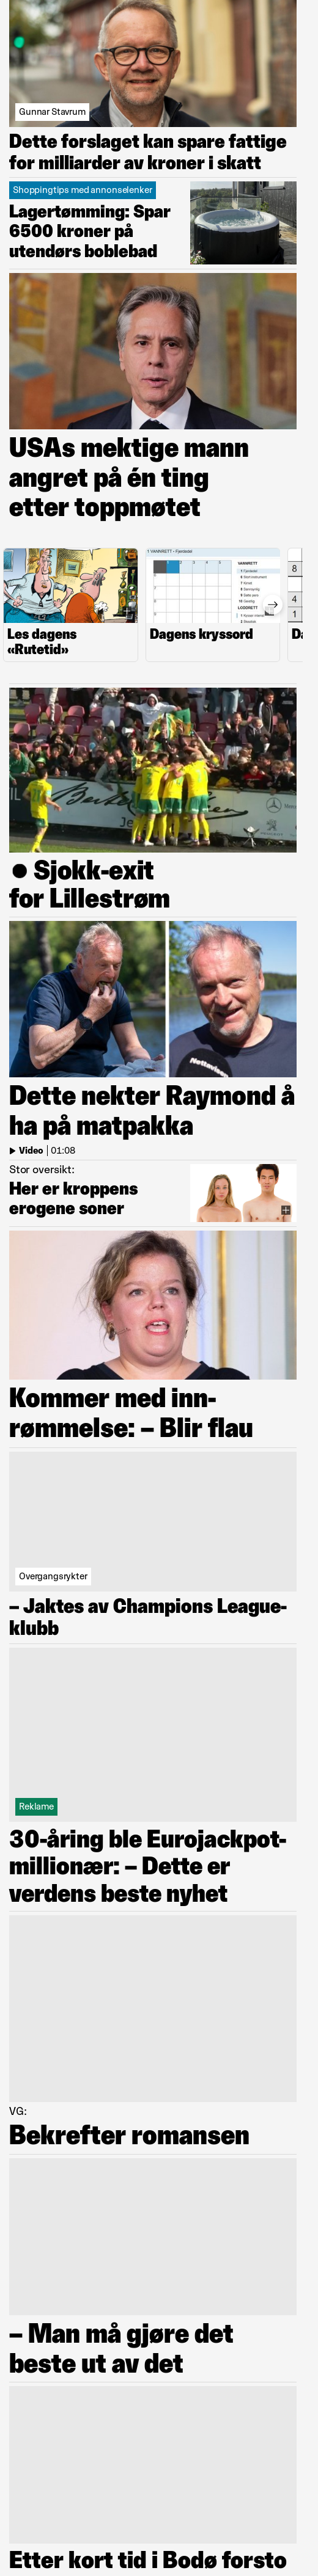 Gunnar Stavrum
Dette forslaget kan spare fattige
for milliarder av kroner i skatt
Shoppingtips med annonselenker
Lagertømming: Spar
6500 kroner på
utendørs boblebad
USAs mektige mann
angret på én ting
etter toppmøtet
Les dagens
«Rutetid»
Dagens kryssord
Da
● Sjokk-exit
for Lillestrøm
Nettavisen
Dette nekter Raymond å
ha på matpakka
Video | 01:08
Stor oversikt:
Her er kroppens
erogene soner
Kommer med inn-
rømmelse: – Blir flau
Overgangsrykter
– Jaktes av Champions League-
klubb
Reklame
30-åring ble Eurojackpot-
millionær: – Dette er
verdens beste nyhet
VG:
Bekrefter romansen
– Man må gjøre det
beste ut av det
Etter kort tid i Bodø forsto